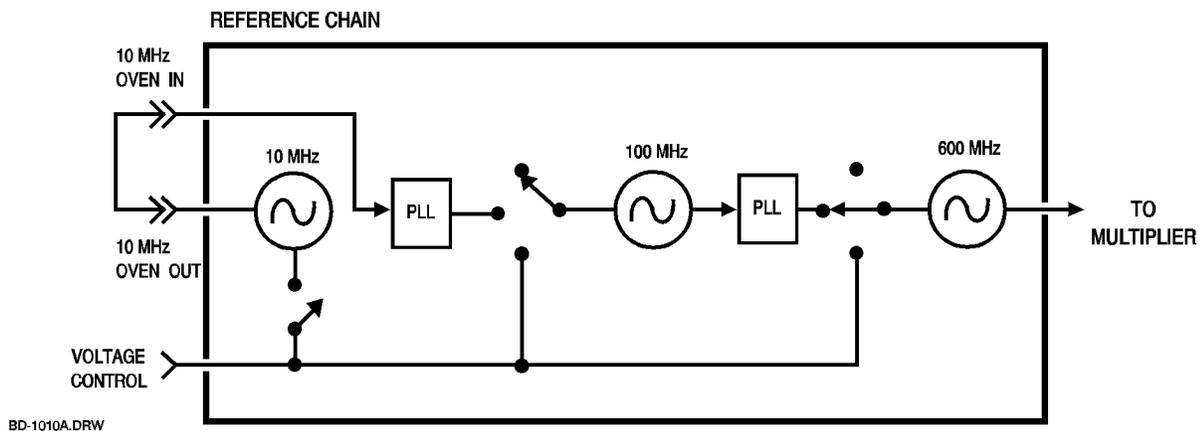 REFERENCE CHAIN
10 MHz
OVEN IN
10 MHz
100 MHz
600 MHz
PLL
PLL
TO
MULTIPLIER
10 MHz
OVEN OUT
VOLTAGE
CONTROL
BD-1010A.DRW